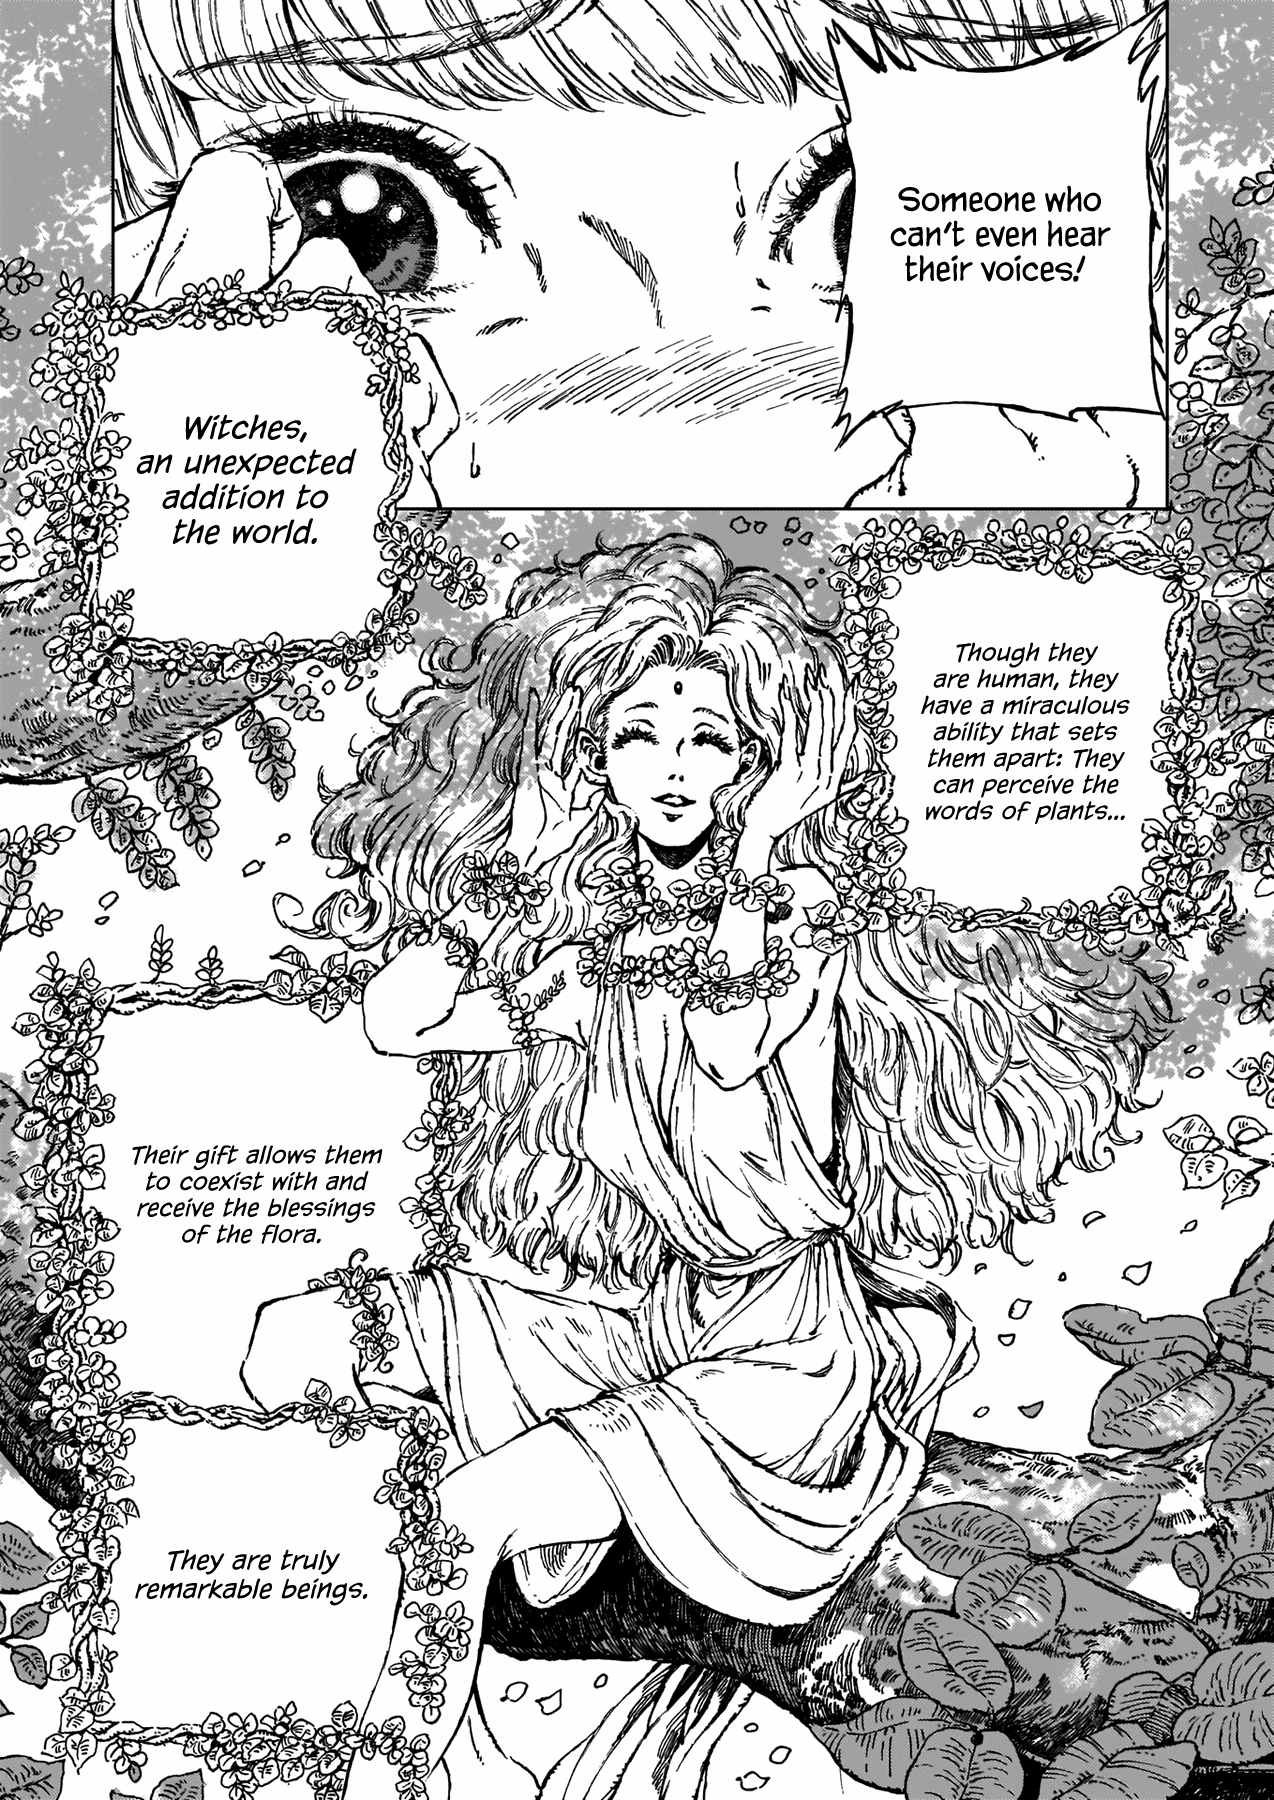 Someone who
can't even hear
their voices!
Witches,
an unexpected
addition to
the world.
Though they
are human, they
have a miraculous
ability that sets
them apart: They
can perceive the
words of plants...
Their gift allows them
to coexist with and
receive the blessings
of the flora.
They are truly
remarkable beings.